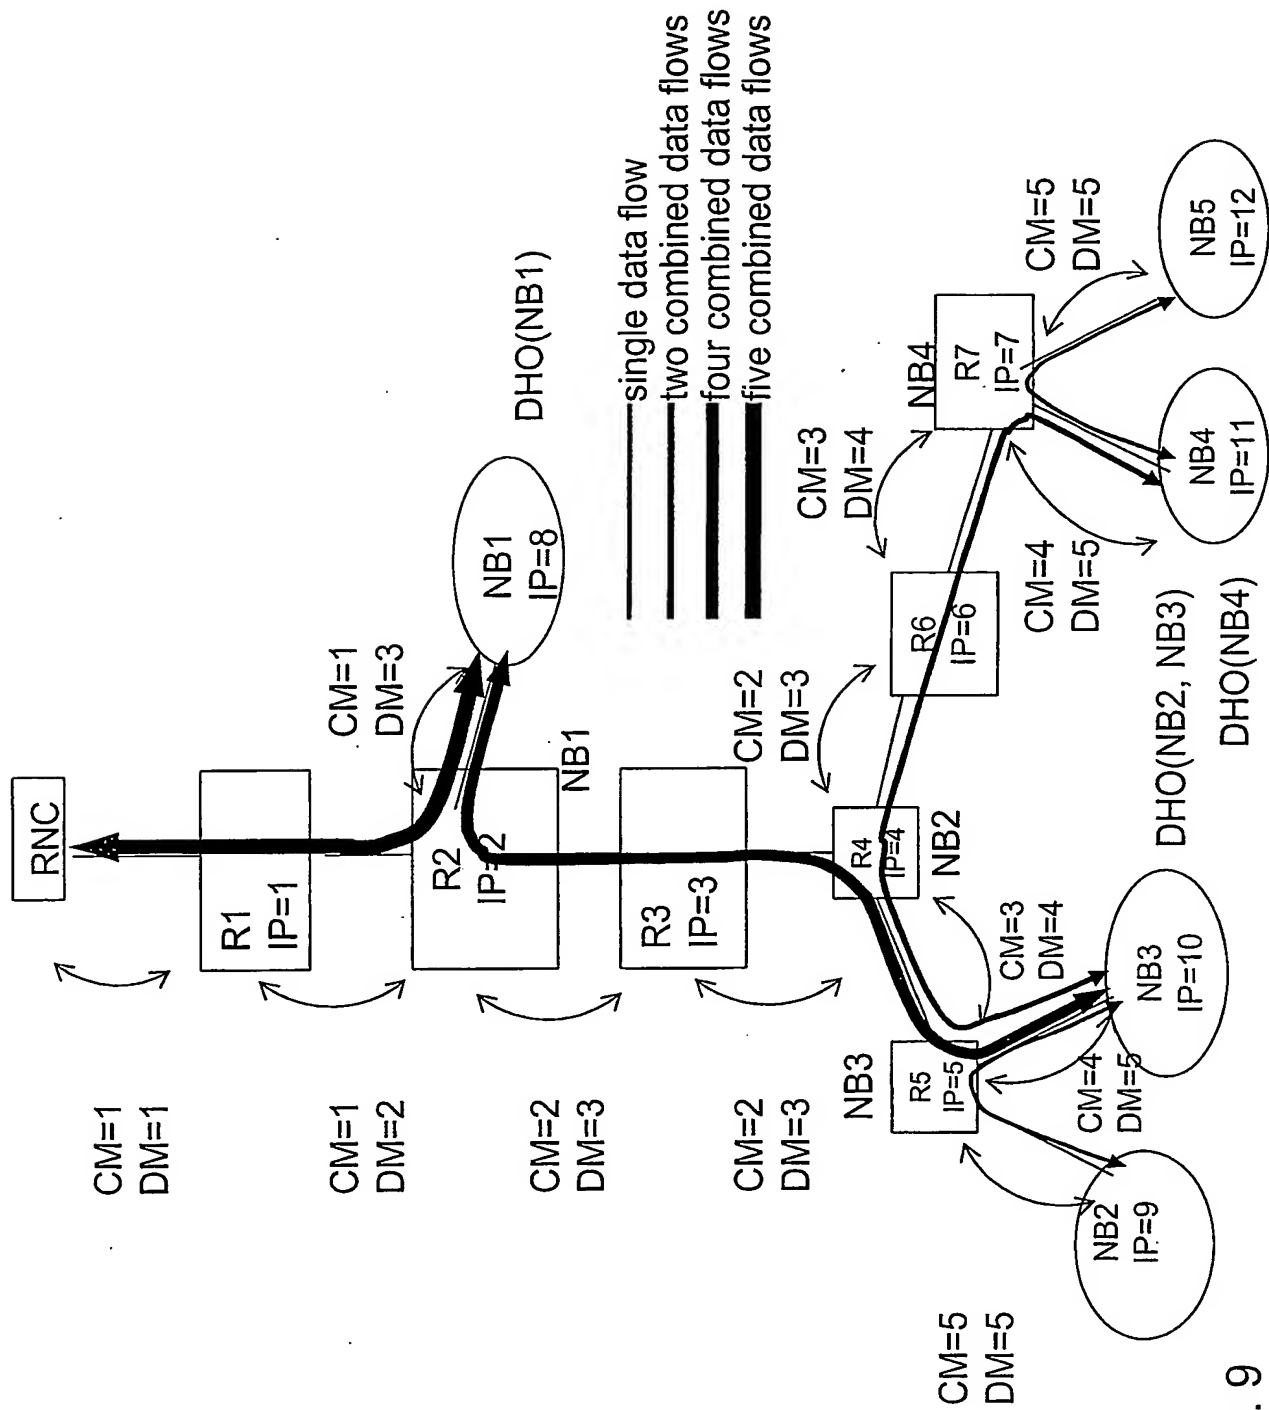 RNC
R1
IP=1
R2
IP=2
NB1
R3
IP=3
R4
IP=4
NB2
NB3
R5
IP=5
R6
IP=6
NB4
R7
IP=7
NB1
IP=8
DHO(NB1)
NB2
IP=9
NB3
IP=10
NB4
IP=11
NB5
IP=12
DHO(NB2, NB3)
DHO(NB4)
CM=1
DM=1
CM=1
DM=2
CM=2
DM=3
CM=2
DM=3
CM=1
DM=3
CM=2
DM=3
CM=3
DM=4
CM=5
DM=5
CM=4
DM=5
CM=3
DM=4
CM=4
DM=5
CM=5
DM=5
single data flow
two combined data flows
four combined data flows
five combined data flows
. 9